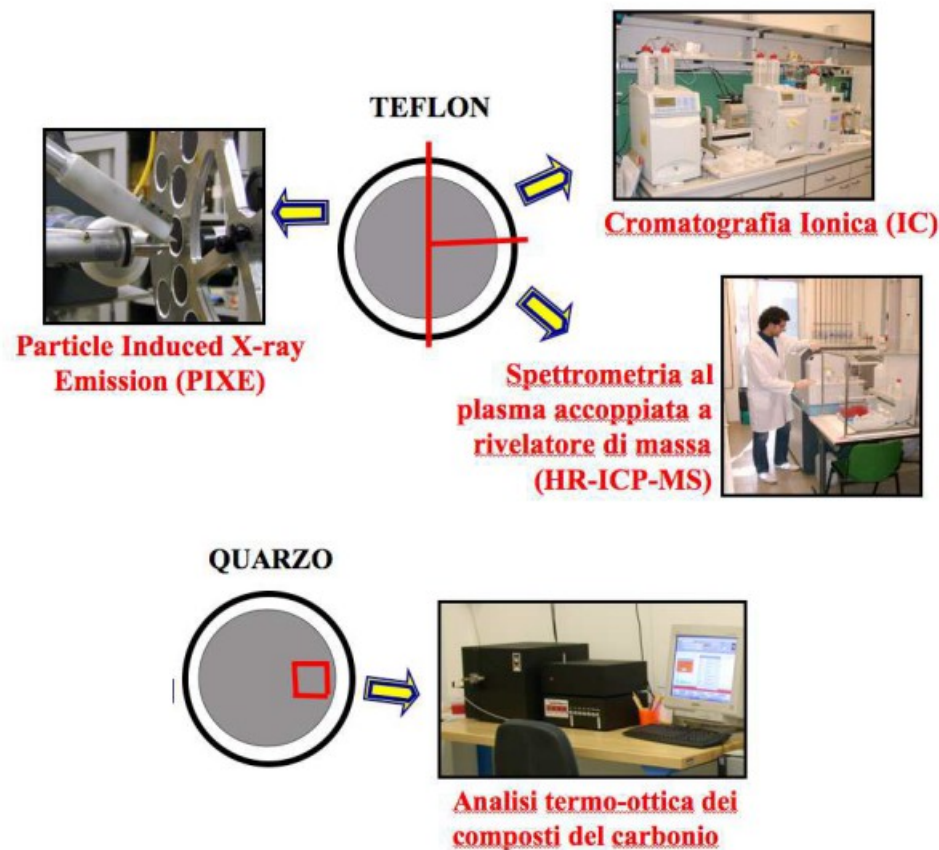 TEFLON
Cromatografia Ionica (IC)
Particle Induced X-ray
Emission (PIXE)
Spettrometria al
plasma accoppiata a
rivelatore di massa
(HR-ICP-MS)
QUARZO
Analisi termo-ottica dei
composti del carbonio